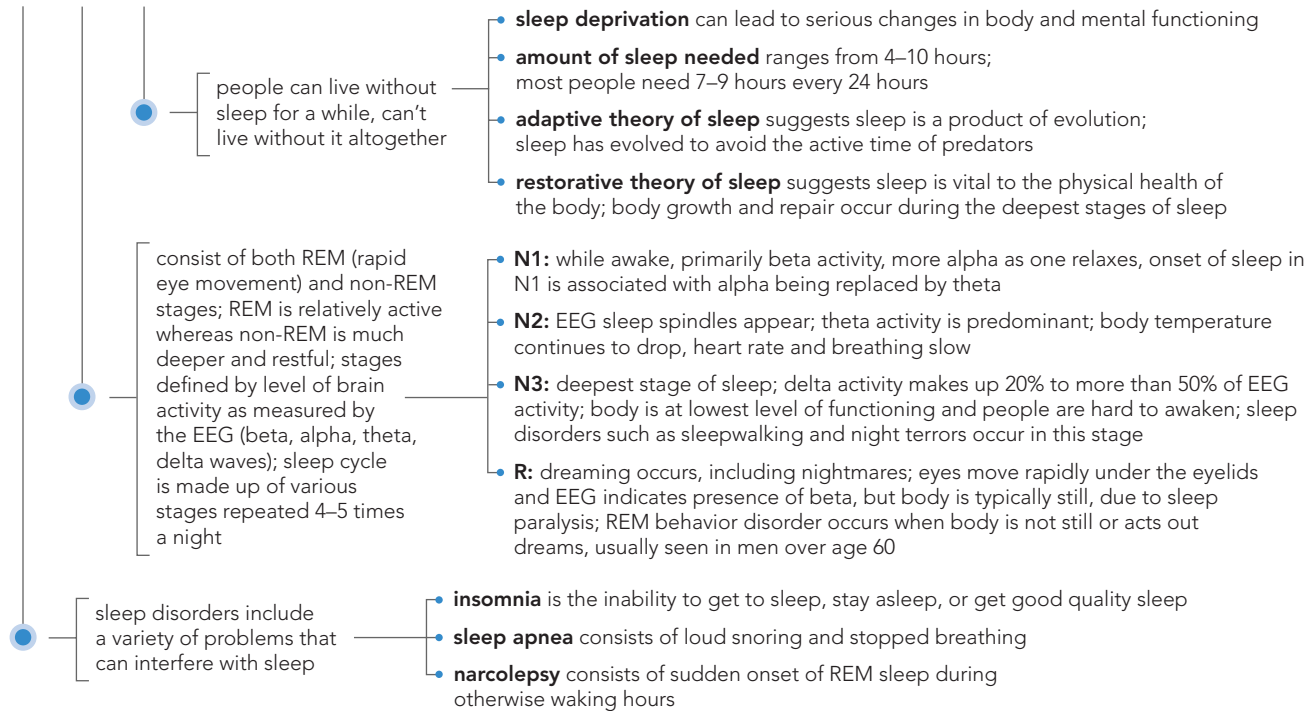 people can live without
sleep for a while, can't
live without it altogether
sleep deprivation can lead to serious changes in body and mental functioning
amount of sleep needed ranges from 4–10 hours;
most people need 7–9 hours every 24 hours
adaptive theory of sleep suggests sleep is a product of evolution;
sleep has evolved to avoid the active time of predators
restorative theory of sleep suggests sleep is vital to the physical health of
the body; body growth and repair occur during the deepest stages of sleep
consist of both REM (rapid
eye movement) and non-REM
stages; REM is relatively active
whereas non-REM is much
deeper and restful; stages
defined by level of brain
activity as measured by
the EEG (beta, alpha, theta,
delta waves); sleep cycle
is made up of various
stages repeated 4–5 times
a night
N1: while awake, primarily beta activity, more alpha as one relaxes, onset of sleep in
N1 is associated with alpha being replaced by theta
N2: EEG sleep spindles appear; theta activity is predominant; body temperature
continues to drop, heart rate and breathing slow
N3: deepest stage of sleep; delta activity makes up 20% to more than 50% of EEG
activity; body is at lowest level of functioning and people are hard to awaken; sleep
disorders such as sleepwalking and night terrors occur in this stage
R: dreaming occurs, including nightmares; eyes move rapidly under the eyelids
and EEG indicates presence of beta, but body is typically still, due to sleep
paralysis; REM behavior disorder occurs when body is not still or acts out
dreams, usually seen in men over age 60
sleep disorders include
a variety of problems that
can interfere with sleep
insomnia is the inability to get to sleep, stay asleep, or get good quality sleep
sleep apnea consists of loud snoring and stopped breathing
narcolepsy consists of sudden onset of REM sleep during
otherwise waking hours